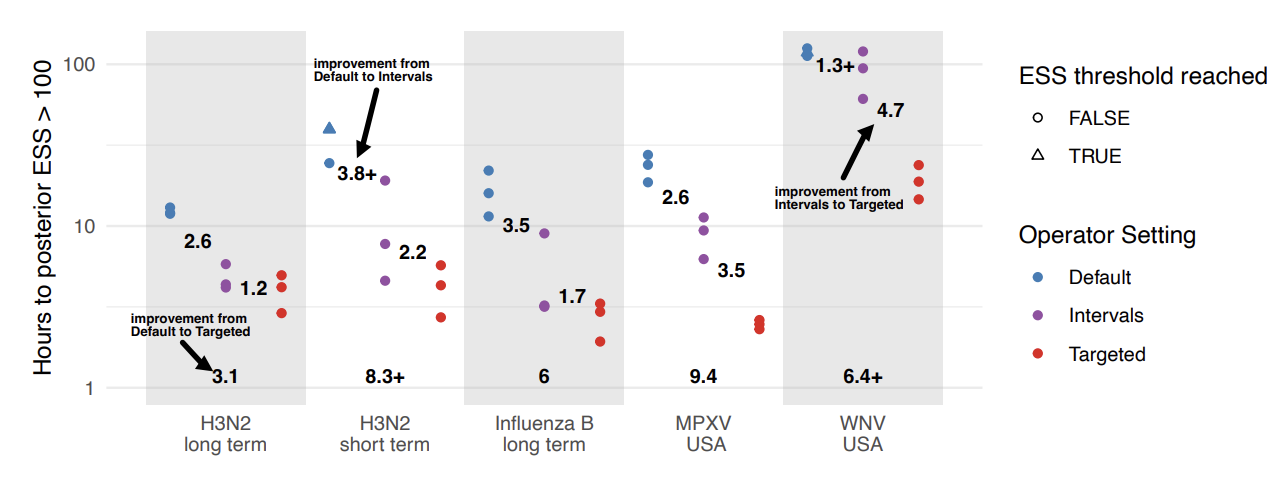 Hours to posterior ESS > 100
100
10
1
improvement from
Default to Intervals
improvement from
Intervals to Targeted
improvement from
Default to Targeted
2.6
1.2
3.1
3.8+
2.2
8.3+
3.5
1.7
6
2.6
3.5
9.4
1.3+
4.7
6.4+
H3N2
long term
H3N2
short term
Influenza B
long term
MPXV
USA
WNV
USA
ESS threshold reached
FALSE
TRUE
Operator Setting
Default
Intervals
Targeted